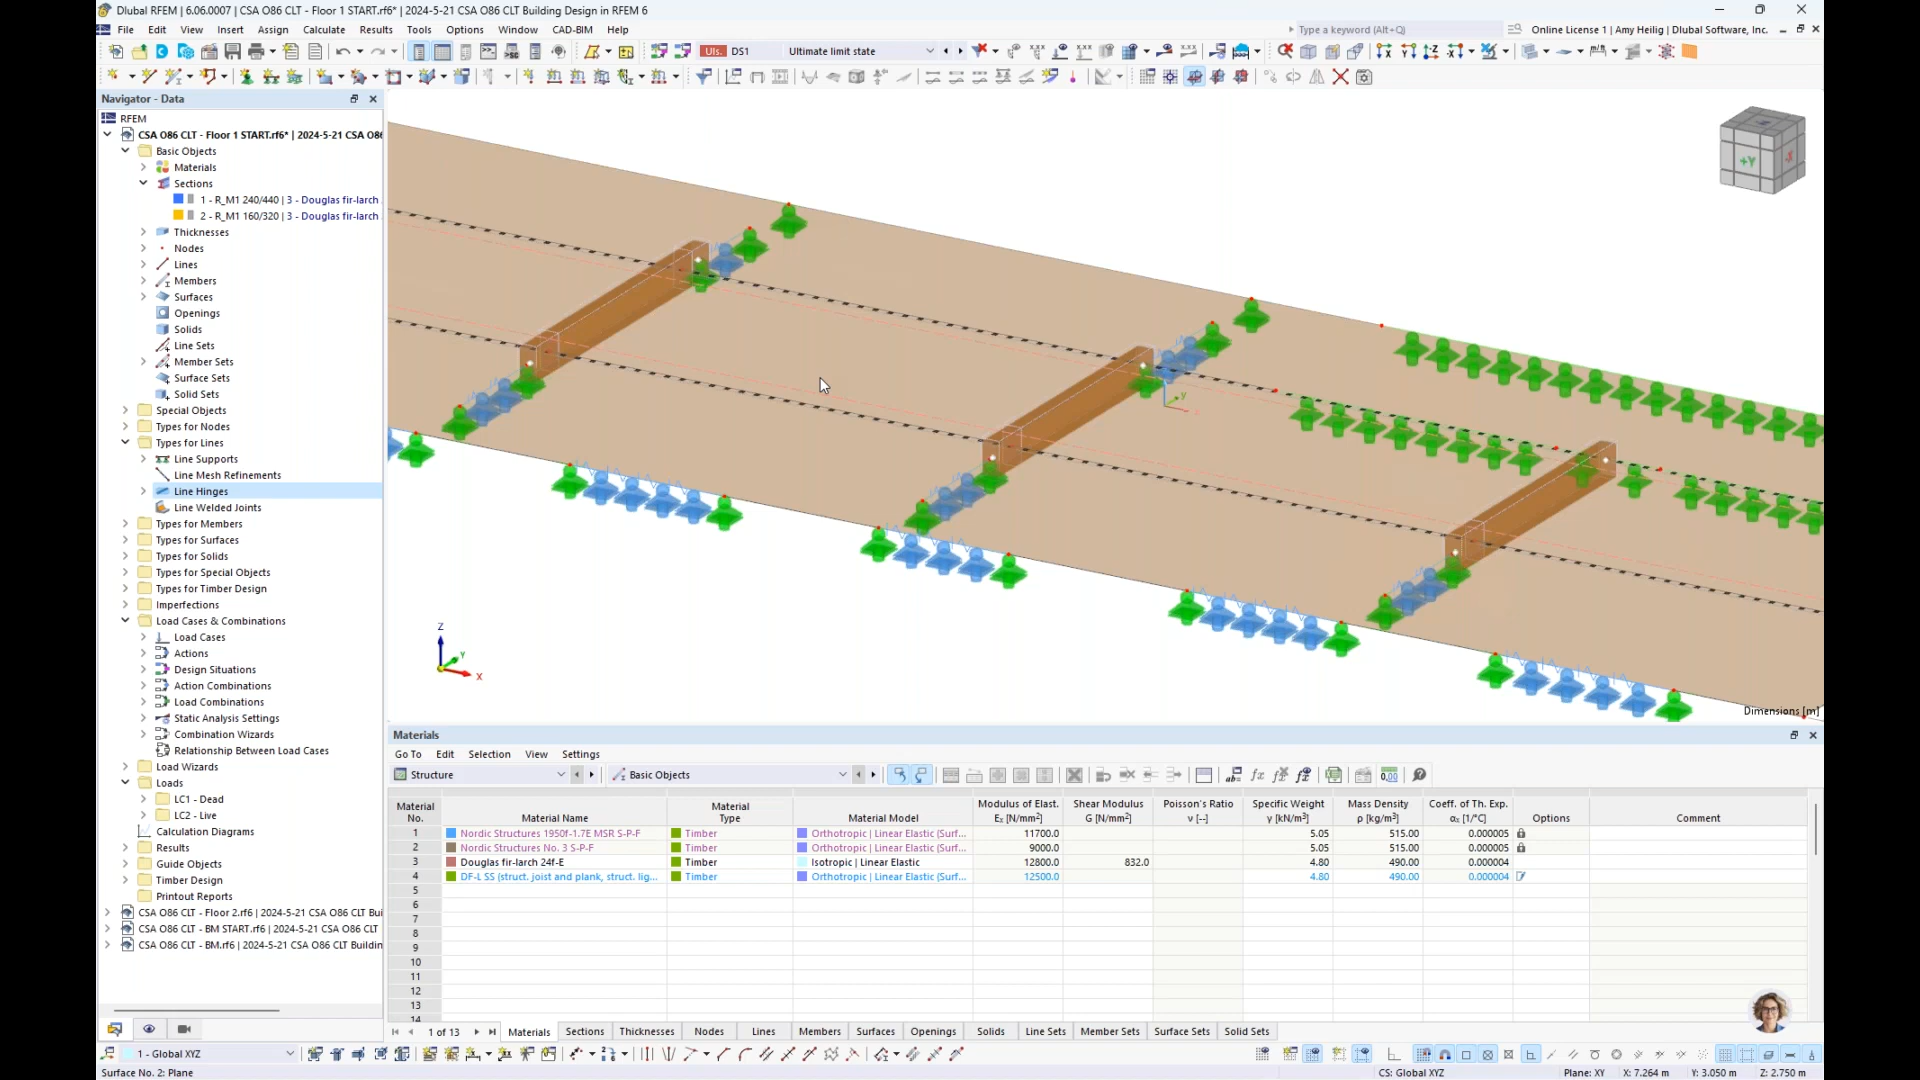 Dlubal RFEM | 6.06.0007 | CSA O86 CLT - Floor 1 START.rf6* | 2024-5-21 CSA O86 CLT Building Design in RFEM 6
File Edit View Insert Assign Calculate Results Tools Options Window CAD-BIM Help
Type a keyword (Alt+Q)
Online License 1 | Amy Heilig | Dlubal Software, Inc.
Uls. DS1 Ultimate limit state
Navigator - Data
RFEM
CSA O86 CLT - Floor 1 START.rf6* | 2024-5-21 CSA O86
Basic Objects
Materials
Sections
1 - R_M1 240/440 | 3 - Douglas fir-larch
2 - R_M1 160/320 | 3 - Douglas fir-larch
Thicknesses
Nodes
Lines
Members
Surfaces
Openings
Solids
Line Sets
Member Sets
Surface Sets
Solid Sets
Special Objects
Types for Nodes
Types for Lines
Line Supports
Line Mesh Refinements
Line Hinges
Line Welded Joints
Types for Members
Types for Surfaces
Types for Solids
Types for Special Objects
Types for Timber Design
Imperfections
Load Cases & Combinations
Load Cases
Actions
Design Situations
Action Combinations
Load Combinations
Static Analysis Settings
Combination Wizards
Relationship Between Load Cases
Load Wizards
Loads
LC1 - Dead
LC2 - Live
Calculation Diagrams
Results
Guide Objects
Timber Design
Printout Reports
CSA O86 CLT - Floor 2.rf6 | 2024-5-21 CSA O86 CLT Bui
CSA O86 CLT - BM START.rf6 | 2024-5-21 CSA O86 CLT
CSA O86 CLT - BM.rf6 | 2024-5-21 CSA O86 CLT Buildin
+Y -X
Z
Y
X
y
Dimensions [m]
Materials
Go To Edit Selection View Settings
Structure Basic Objects
Material No. Material Name Material Type Material Model Modulus of Elast. Eₓ [N/mm²] Shear Modulus G [N/mm²] Poisson's Ratio ν [--] Specific Weight γ [kN/m³] Mass Density ρ [kg/m³] Coeff. of Th. Exp. αₓ [1/°C] Options Comment
1 Nordic Structures 1950f-1.7E MSR S-P-F Timber Orthotropic | Linear Elastic (Surf... 11700.0 5.05 515.00 0.000005
2 Nordic Structures No. 3 S-P-F Timber Orthotropic | Linear Elastic (Surf... 9000.0 5.05 515.00 0.000005
3 Douglas fir-larch 24f-E Timber Isotropic | Linear Elastic 12800.0 832.0 4.80 490.00 0.000004
4 DF-L SS (struct. joist and plank, struct. lig... Timber Orthotropic | Linear Elastic (Surf... 12500.0 4.80 490.00 0.000004
5
6
7
8
9
10
11
12
13
14
1 of 13 Materials Sections Thicknesses Nodes Lines Members Surfaces Openings Solids Line Sets Member Sets Surface Sets Solid Sets
1 - Global XYZ
Surface No. 2: Plane
CS: Global XYZ Plane: XY X: 7.264 m Y: 3.050 m Z: 2.750 m